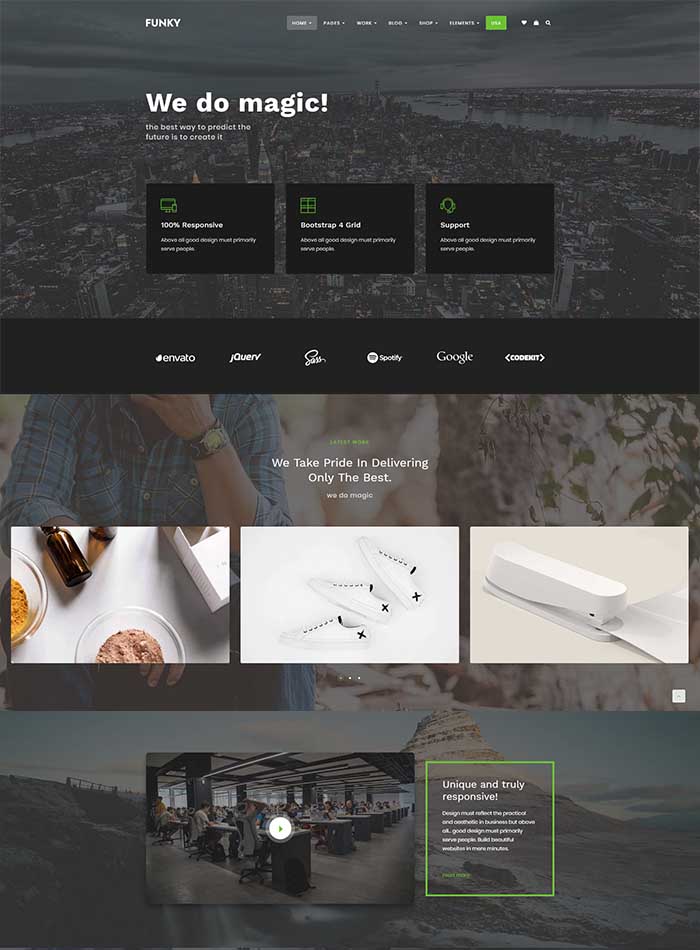 FUNKY
HOME PAGES WORK BLOG SHOP ELEMENTS USA
We do magic!
the best way to predict the
future is to create it
100% Responsive
Above all good design must primarily
serve people.
Bootstrap 4 Grid
Above all good design must primarily
serve people.
Support
Above all good design must primarily
serve people.
envato jQuery Sass Spotify Google <CODEKIT>
LATEST WORK
We Take Pride In Delivering
Only The Best.
we do magic
Unique and truly
responsive!
Design must reflect the practical
and aesthetic in business but above
all.. good design must primarily
serve people. Build beautiful
websites in mere minutes.
read more